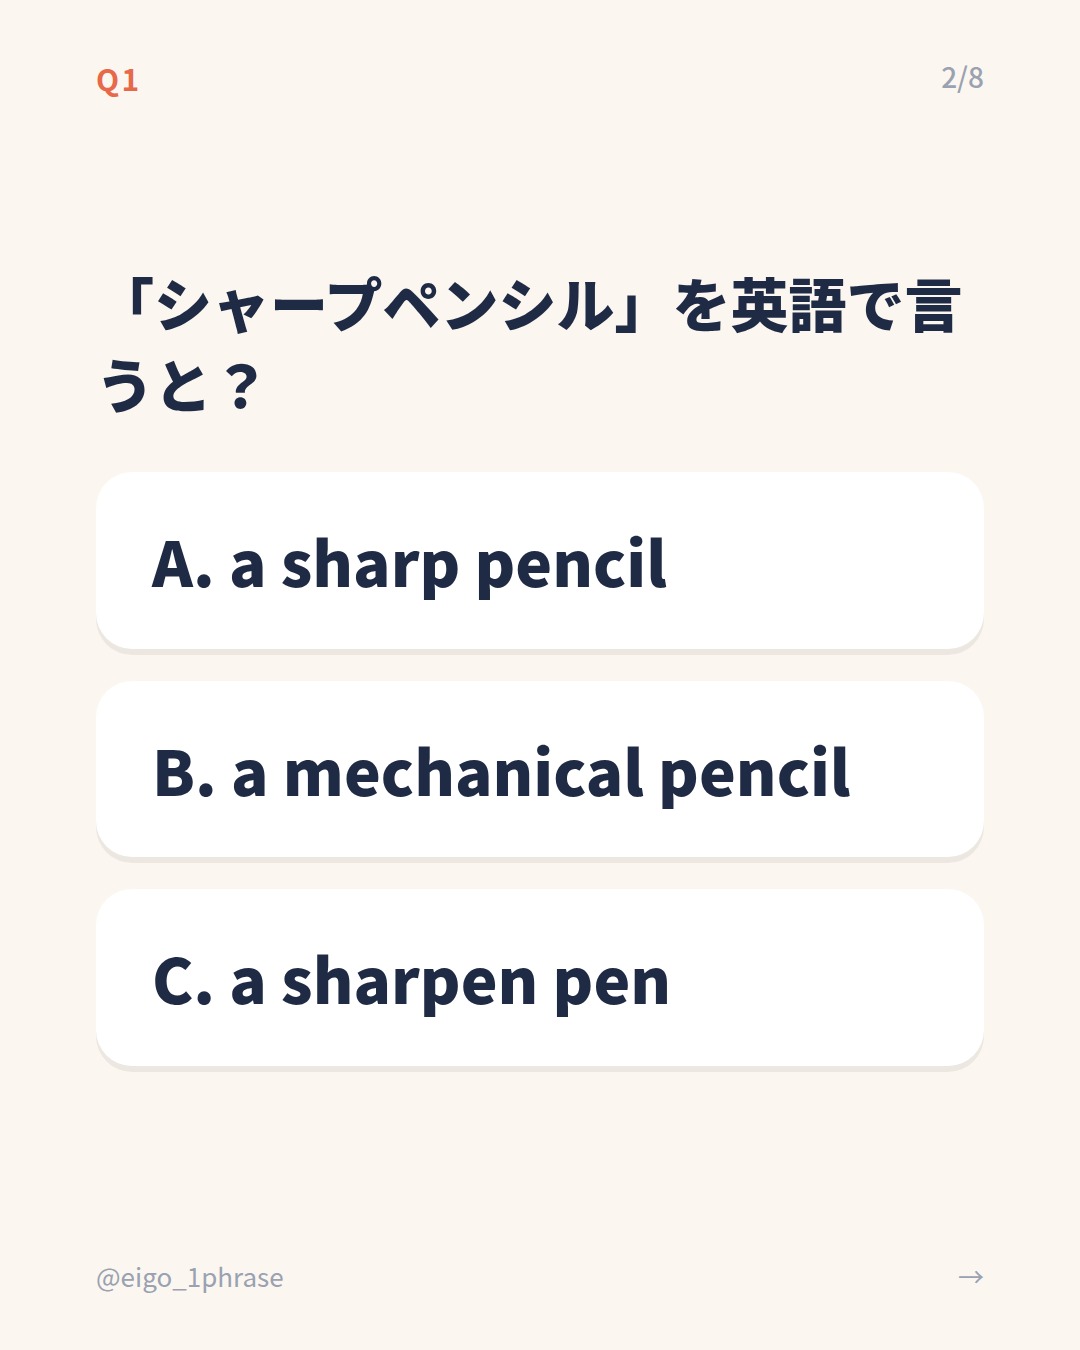 Q1
2/8
「シャープペンシル」を英語で言
うと？
A. a sharp pencil
B. a mechanical pencil
C. a sharpen pen
@eigo_1phrase
→